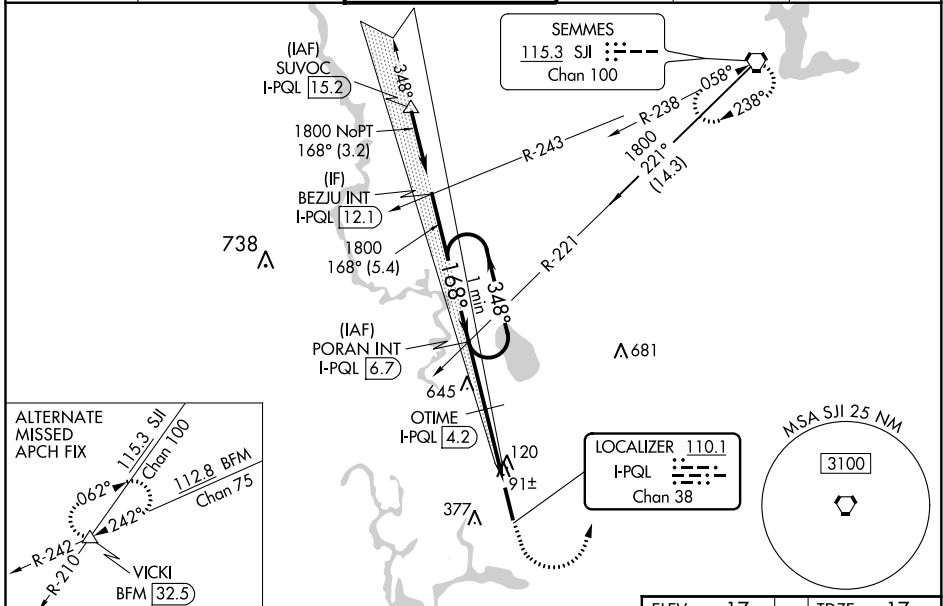 SEMMES
115.3 SJI
Chan 100
(IAF)
SUVOC
I-PQL 15.2
348°
058°
238°
R-238
1800 NoPT
168° (3.2)
R-243
1800
221°
(14.3)
(IF)
BEZJU INT
I-PQL 12.1
R-221
738
1800
168° (5.4)
168°
1 min
348°
(IAF)
PORAN INT
I-PQL 6.7
681
645
OTIME
I-PQL 4.2
120
91±
377
LOCALIZER 110.1
I-PQL
Chan 38
MSA SJI 25 NM
3100
ALTERNATE
MISSED
APCH FIX
115.3 SJI
Chan 100
112.8 BFM
Chan 75
062°
242°
R-242
R-210
VICKI
BFM 32.5
ELEV 17
TDZE 17